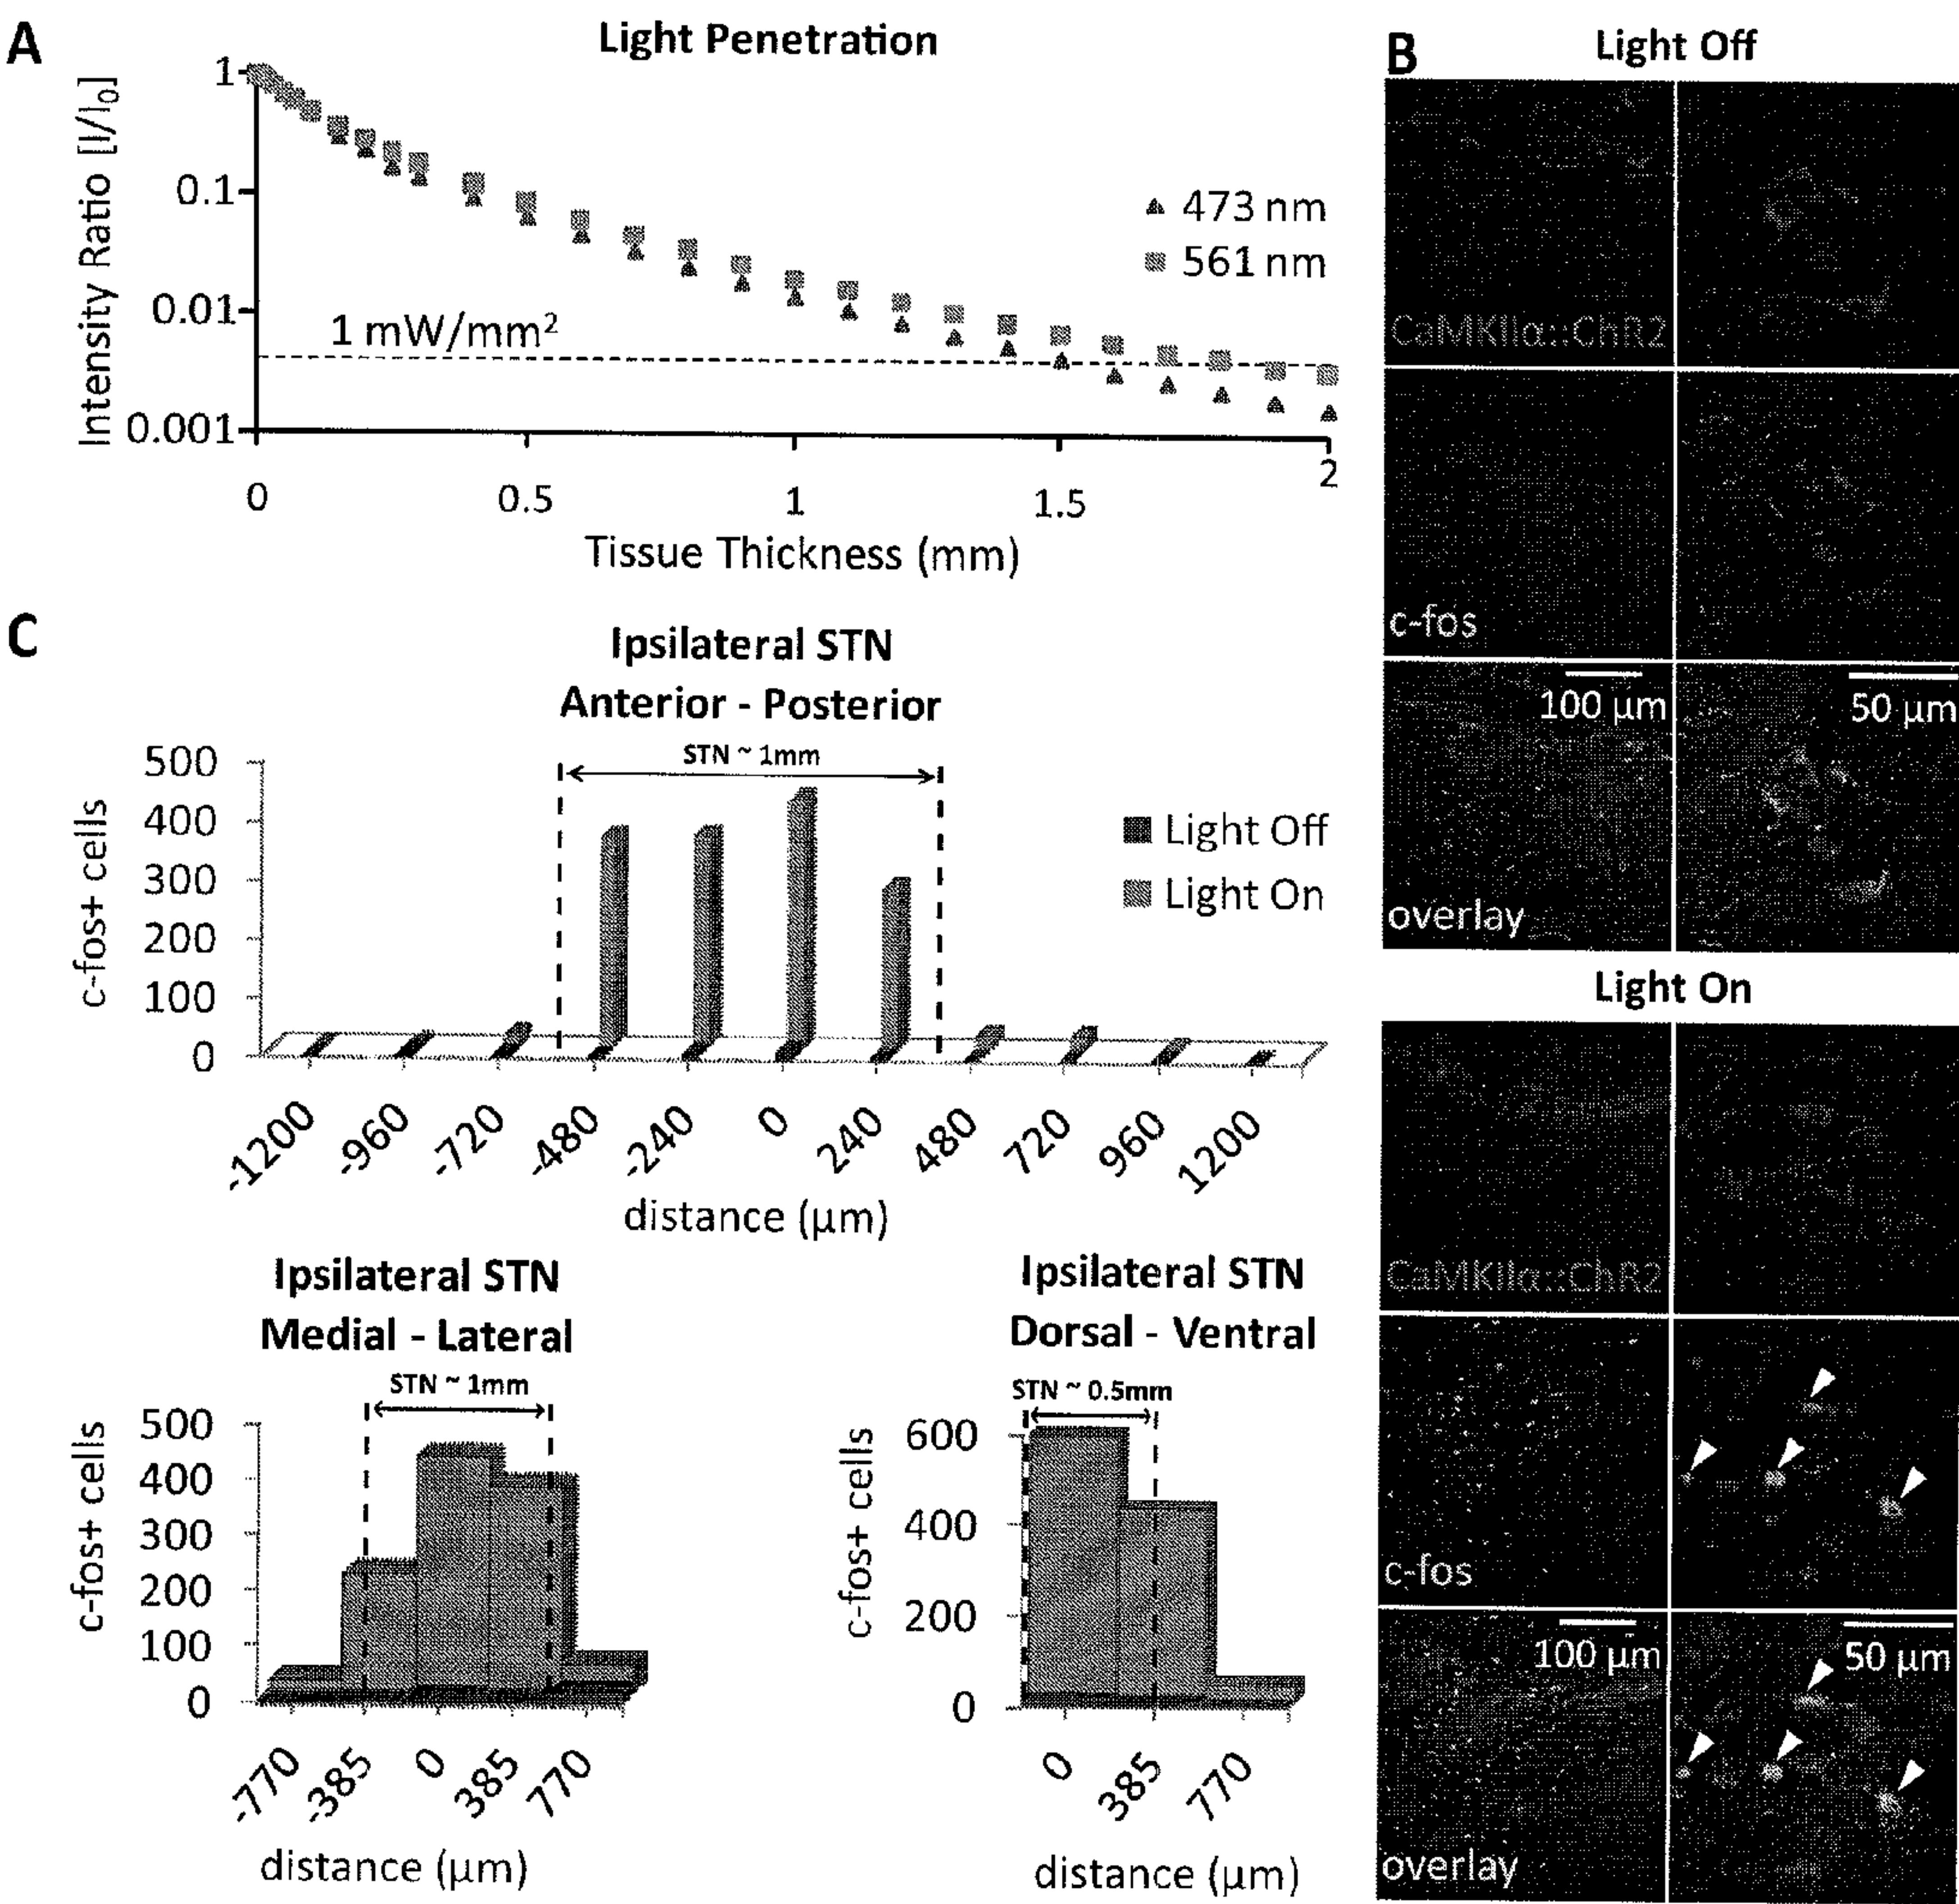 A
Light Penetration
Intensity Ratio [I/I0]
1
0.1
0.01
0.001
1 mW/mm²
473 nm
561 nm
0
0.5
1
1.5
2
Tissue Thickness (mm)
B
Light Off
CaMKIIα::ChR2
c-fos
100 µm
50 µm
overlay
Light On
CaMKIIα::ChR2
c-fos
100 µm
50 µm
overlay
C
Ipsilateral STN
Anterior - Posterior
STN ~ 1mm
c-fos+ cells
500
400
300
200
100
0
Light Off
Light On
-1200
-960
-720
-480
-240
0
240
480
720
960
1200
distance (µm)
Ipsilateral STN
Medial - Lateral
STN ~ 1mm
c-fos+ cells
500
400
300
200
100
0
-770
-385
0
385
770
distance (µm)
Ipsilateral STN
Dorsal - Ventral
STN ~ 0.5mm
c-fos+ cells
600
400
200
0
0
385
770
distance (µm)